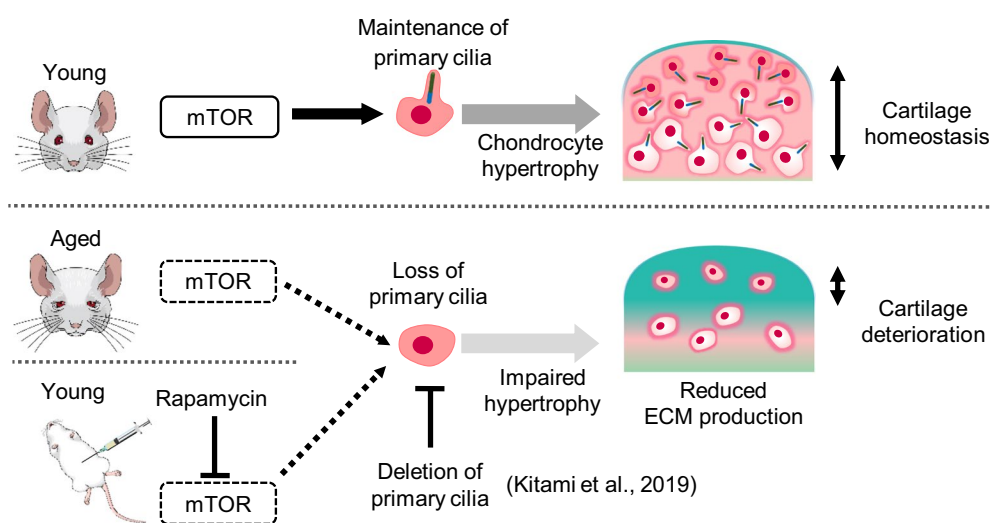 Young
mTOR
Maintenance of
primary cilia
Chondrocyte
hypertrophy
Cartilage
homeostasis
Aged
mTOR
Loss of
primary cilia
Impaired
hypertrophy
Reduced
ECM production
Cartilage
deterioration
Young
Rapamycin
mTOR
Deletion of
primary cilia
(Kitami et al., 2019)